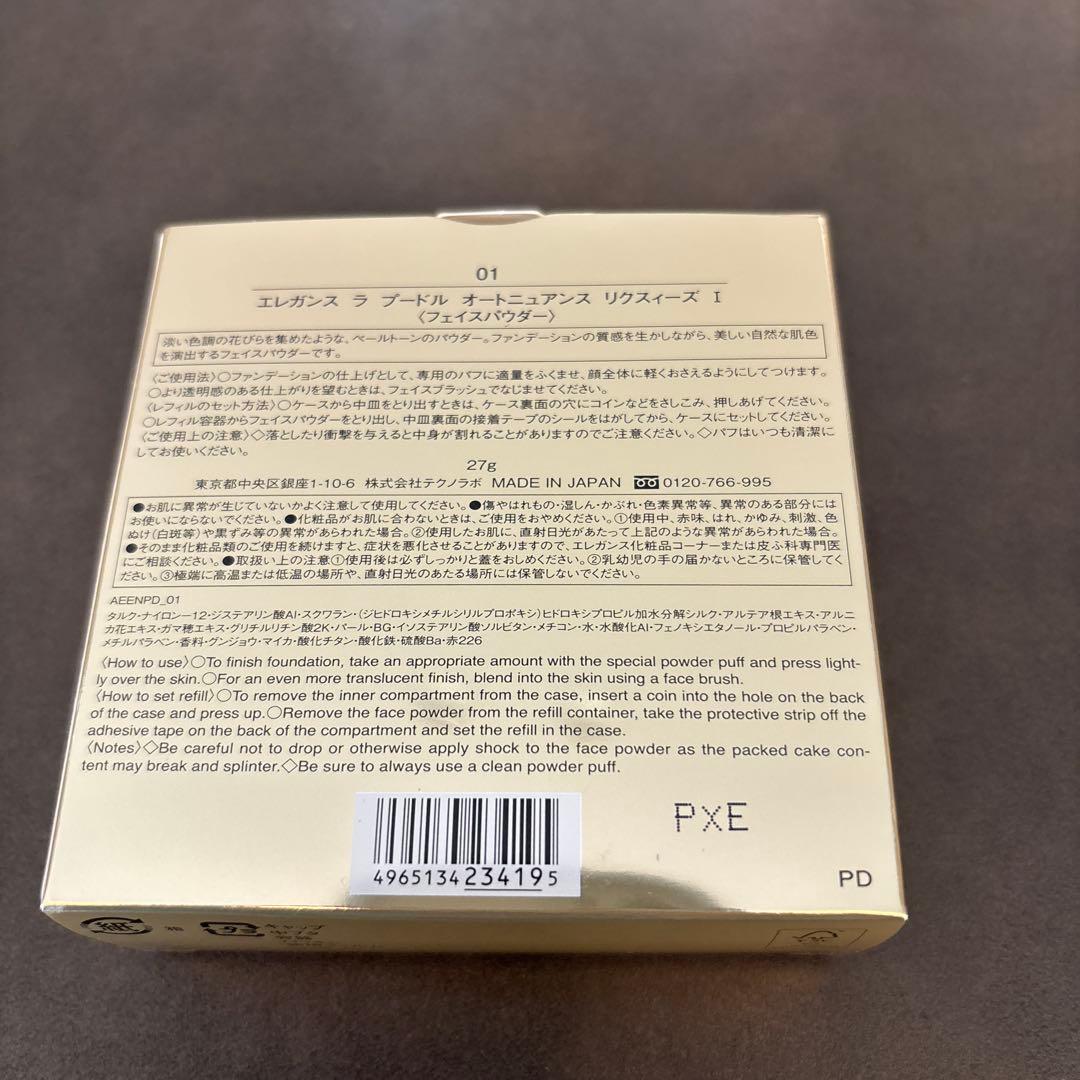 01
エレガンス ラ プードル オートニュアンス リクスィーズ Ⅰ
〈フェイスパウダー〉
淡い色調の花びらを集めたような、ペールトーンのパウダー。ファンデーションの質感を生かしながら、美しい自然な肌色
を演出するフェイスパウダーです。
〈ご使用法〉○ファンデーションの仕上げとして、専用のパフに適量をふくませ、顔全体に軽くおさえるようにしてつけます。
○より透明感のある仕上がりを望むときは、フェイスブラッシュでなじませてください。
〈レフィルのセット方法〉○ケースから中皿をとり出すときは、ケース裏面の穴にコインなどをさしこみ、押しあげてください。
○レフィル容器からフェイスパウダーをとり出し、中皿裏面の接着テープのシールをはがしてから、ケースにセットしてください。
〈ご使用上の注意〉◇落としたり衝撃を与えると中身が割れることがありますのでご注意ください。◇パフはいつも清潔に
してお使いください。
27g
東京都中央区銀座1-10-6 株式会社テクノラボ MADE IN JAPAN 0120-766-995
●お肌に異常が生じていないかよく注意して使用してください。●傷やはれもの・湿しん・かぶれ・色素異常等、異常のある部分には
お使いにならないでください。●化粧品がお肌に合わないときは、ご使用をおやめください。①使用中、赤味、はれ、かゆみ、刺激、色
ぬけ(白斑等)や黒ずみ等の異常があらわれた場合。②使用したお肌に、直射日光があたって上記のような異常があらわれた場合。
●そのまま化粧品類のご使用を続けますと、症状を悪化させることがありますので、エレガンス化粧品コーナーまたは皮ふ科専門医
にご相談ください。●取扱い上の注意①使用後は必ずしっかりと蓋をおしめください。②乳幼児の手の届かないところに保管してく
ださい。③極端に高温または低温の場所や、直射日光のあたる場所には保管しないでください。
AEENPD_01
タルク・ナイロン-12・ジステアリン酸Al・スクワラン・(ジヒドロキシメチルシリルプロポキシ)ヒドロキシプロピル加水分解シルク・アルテア根エキス・アルニ
カ花エキス・ガマ穂エキス・グリチルリチン酸2K・パール・BG・イソステアリン酸ソルビタン・メチコン・水・水酸化Al・フェノキシエタノール・プロピルパラベン・
メチルパラベン・香料・グンジョウ・マイカ・酸化チタン・酸化鉄・硫酸Ba・赤226
〈How to use〉○To finish foundation, take an appropriate amount with the special powder puff and press light-
ly over the skin.○For an even more translucent finish, blend into the skin using a face brush.
〈How to set refill〉○To remove the inner compartment from the case, insert a coin into the hole on the back
of the case and press up.○Remove the face powder from the refill container, take the protective strip off the
adhesive tape on the back of the compartment and set the refill in the case.
〈Notes〉◇Be careful not to drop or otherwise apply shock to the face powder as the packed cake con-
tent may break and splinter.◇Be sure to always use a clean powder puff.
PXE
4965134234195
PD
紙
箱
プラ